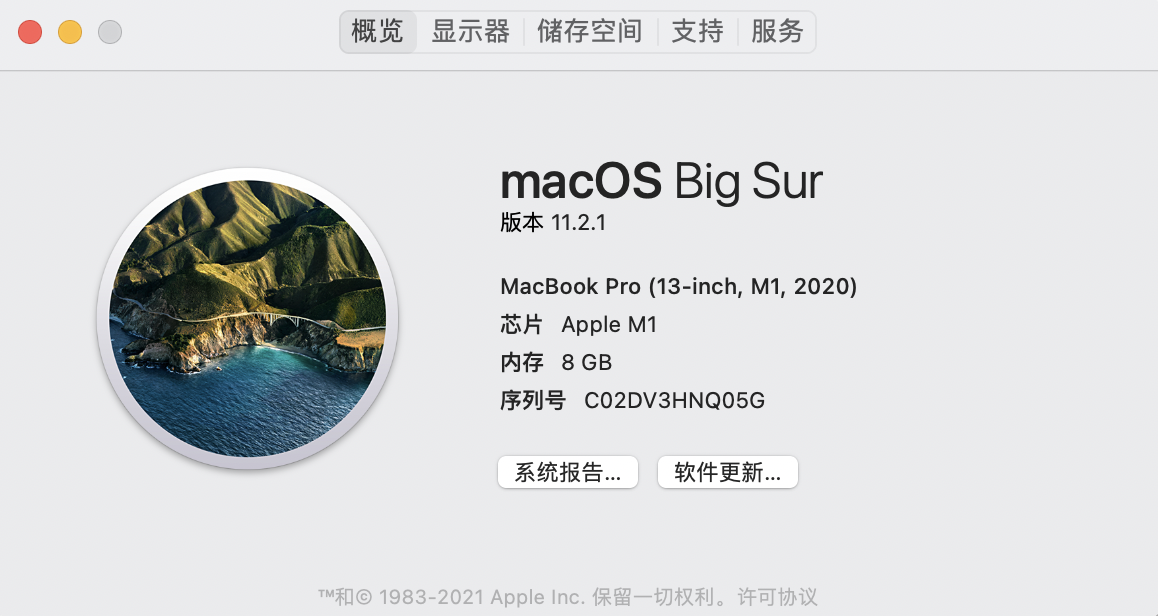 概览 显示器 储存空间 支持 服务
macOS Big Sur
版本 11.2.1
MacBook Pro (13-inch, M1, 2020)
芯片 Apple M1
内存 8 GB
序列号 C02DV3HNQ05G
系统报告... 软件更新...
™和© 1983-2021 Apple Inc. 保留一切权利。许可协议